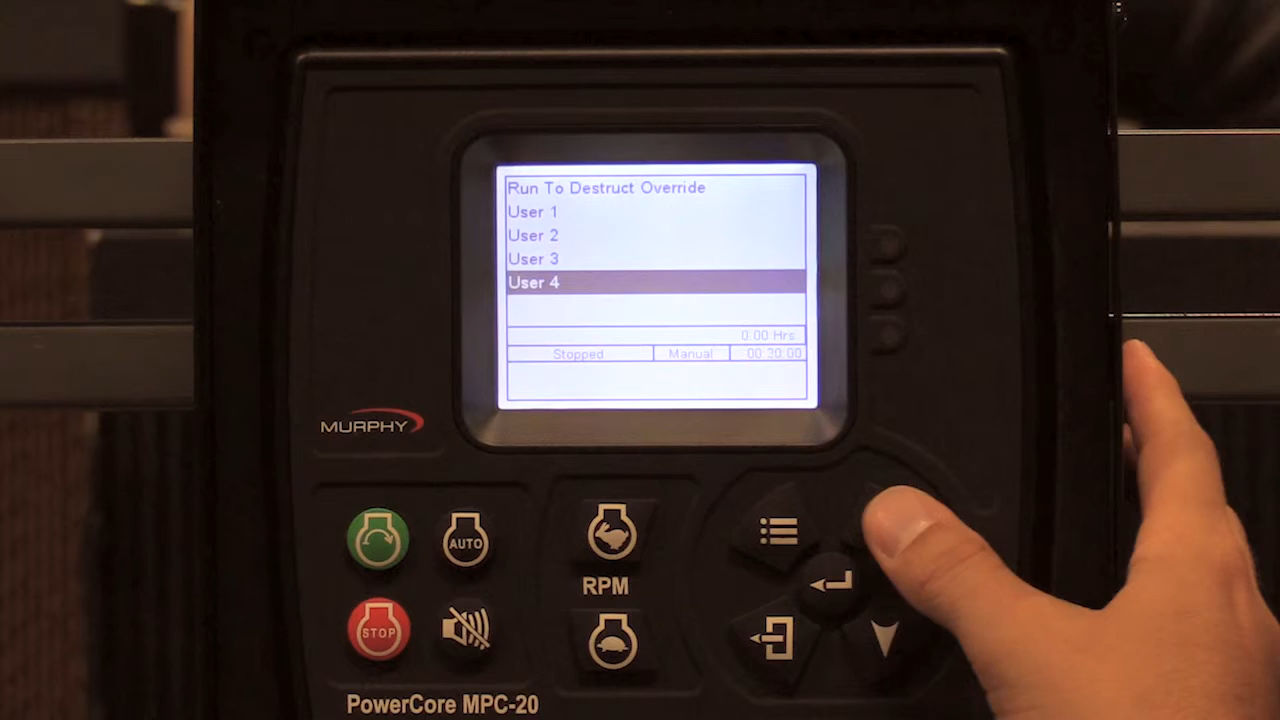 Run To Destruct Override
User 1
User 2
User 3
User 4
0.00 Hrs
Stopped Manual 00:30:00
MURPHY
AUTO
RPM
STOP
PowerCore MPC-20